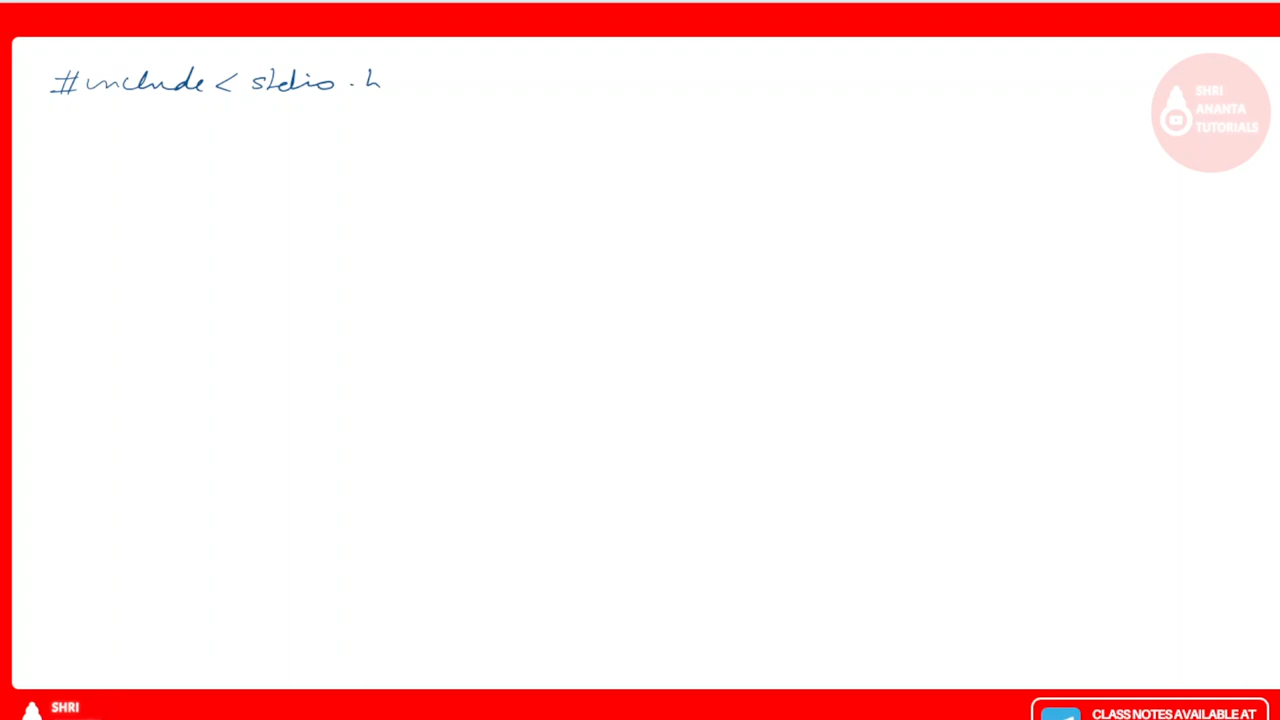 #include < stdio . h
SHRI
ANANTA
TUTORIALS
SHRI
CLASS NOTES AVAILABLE AT